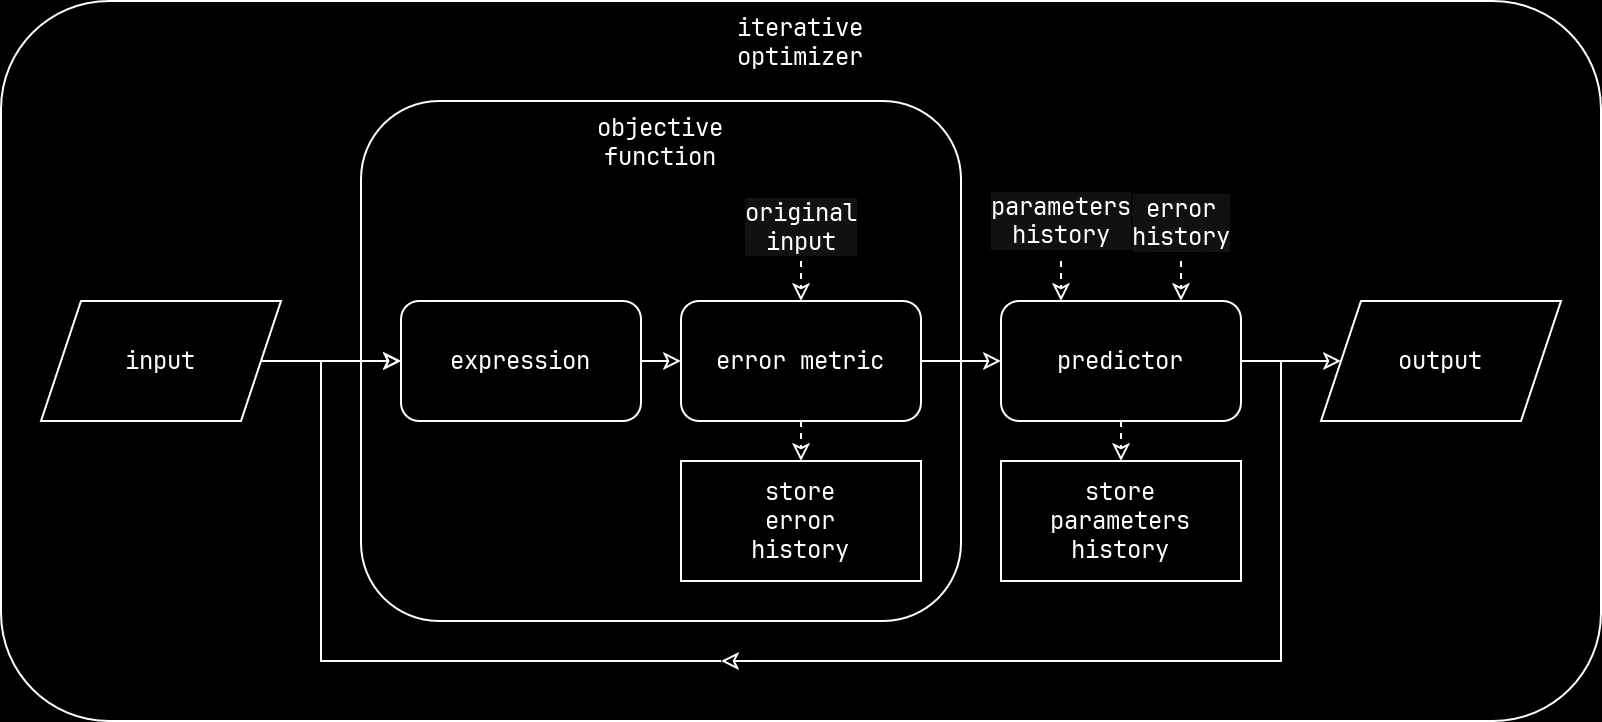 iterative
optimizer
objective
function
original
input
parameters
history
error
history
input
expression
error metric
predictor
output
store
error
history
store
parameters
history